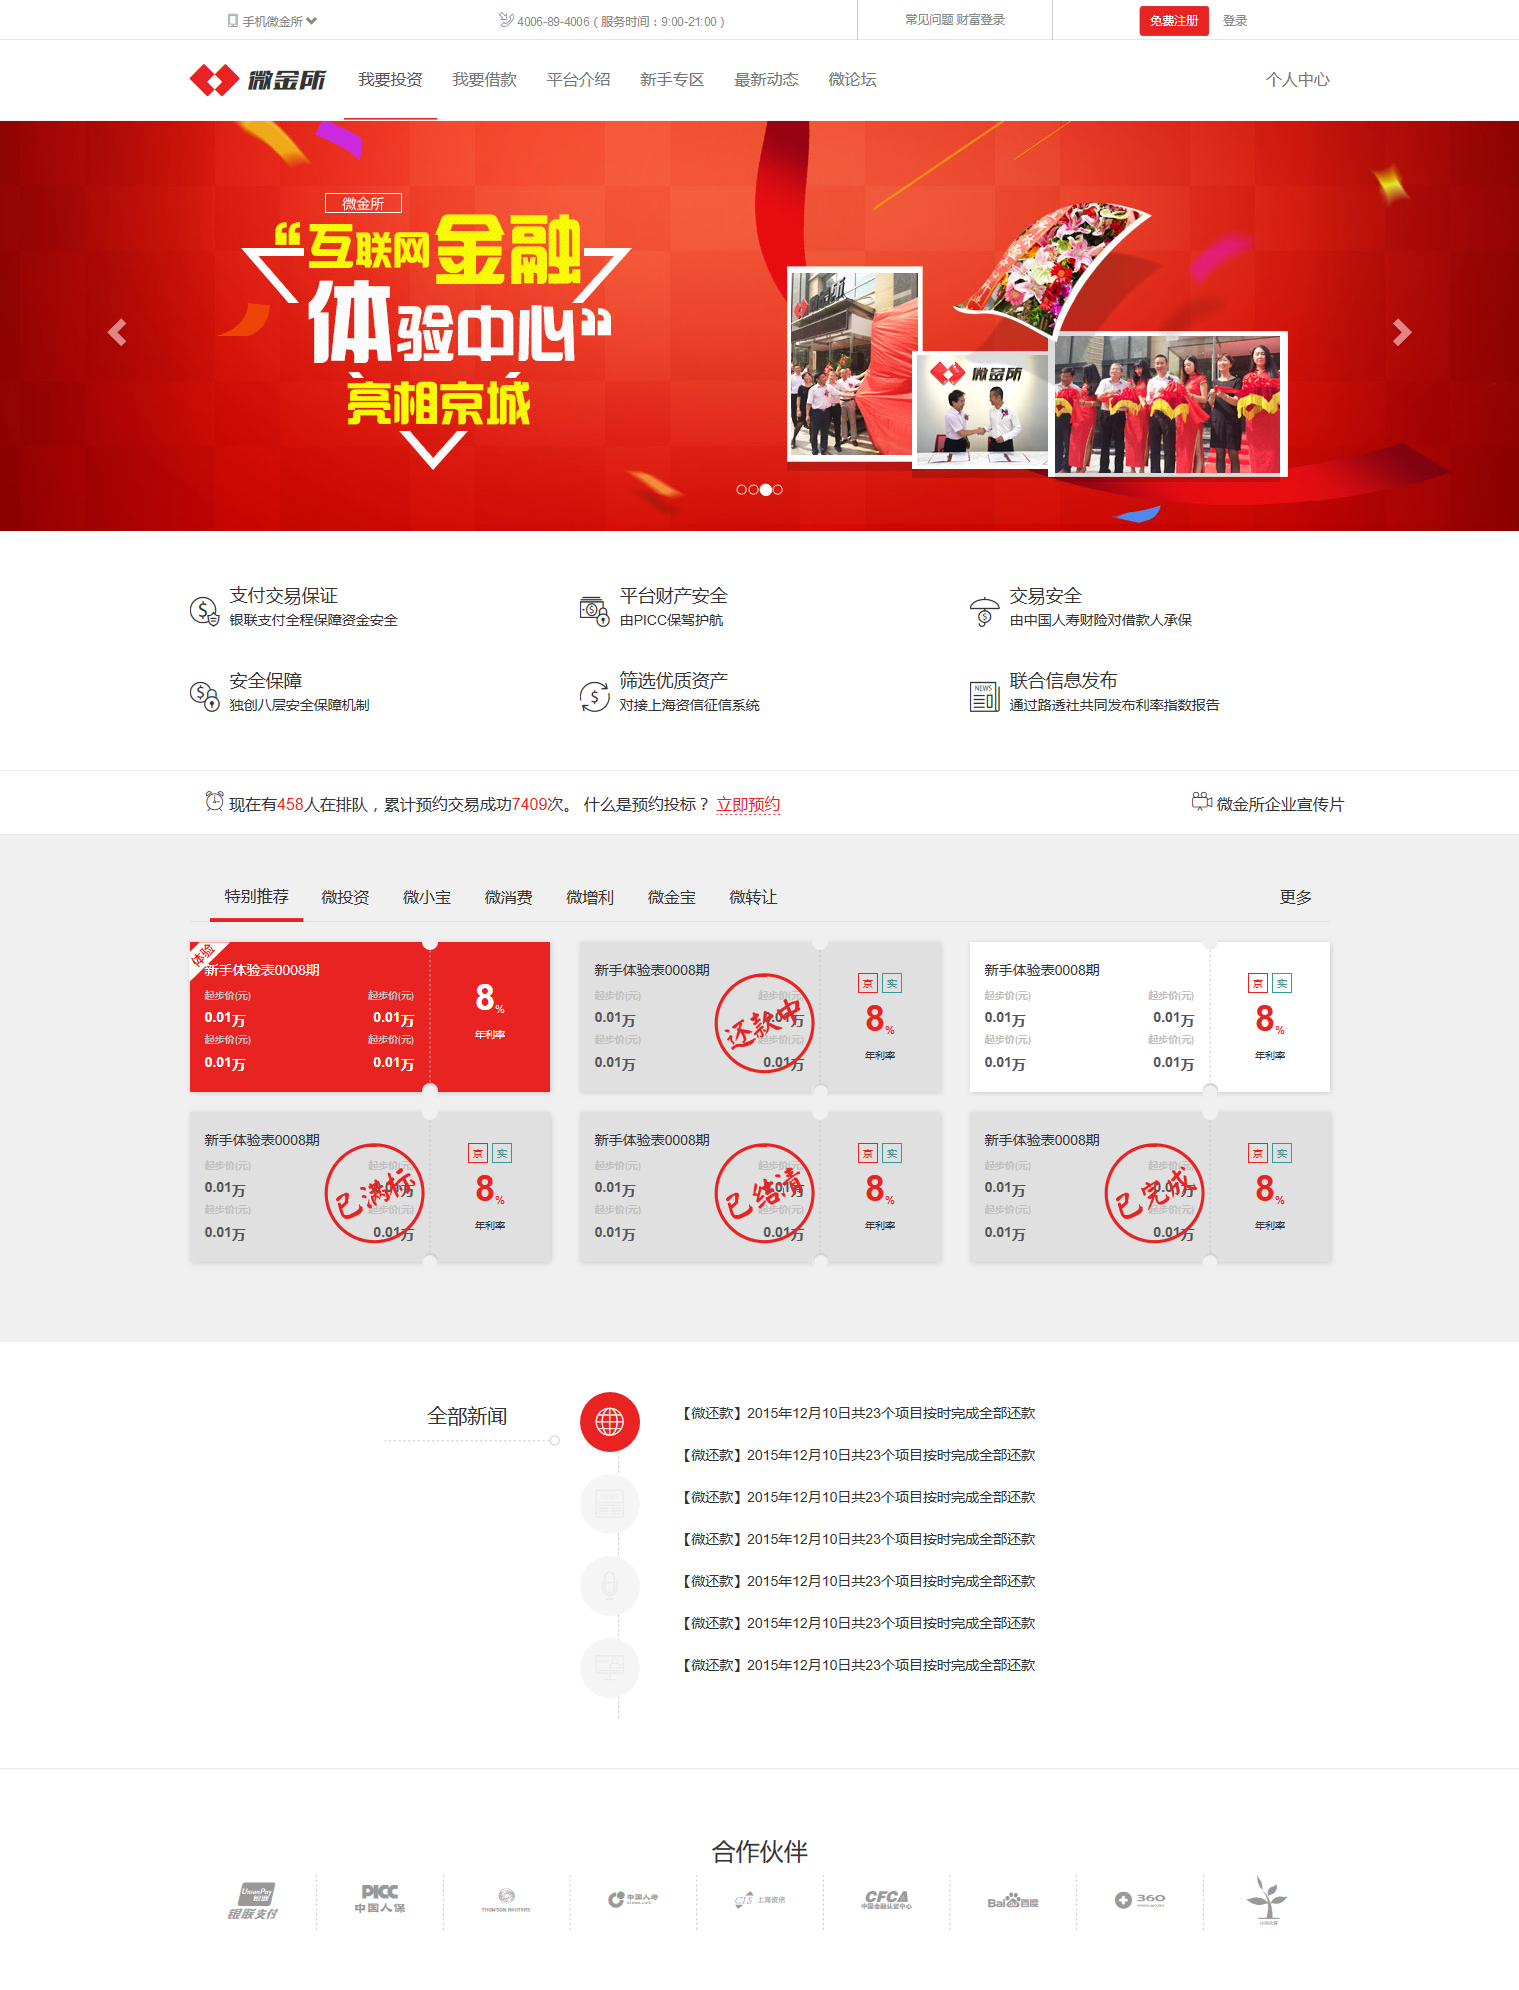 手机微金所
4006-89-4006（服务时间：9:00-21:00）
常见问题 财富登录
免费注册
登录
微金所
我要投资
我要借款
平台介绍
新手专区
最新动态
微论坛
个人中心
微金所
“互联网金融
体验中心”
亮相京城
微金所
微金所
支付交易保证
银联支付全程保障资金安全
平台财产安全
由PICC保驾护航
交易安全
由中国人寿财险对借款人承保
安全保障
独创八层安全保障机制
筛选优质资产
对接上海资信征信系统
NEWS
联合信息发布
通过路透社共同发布利率指数报告
现在有458人在排队，累计预约交易成功7409次。 什么是预约投标？ 立即预约
微金所企业宣传片
特别推荐
微投资
微小宝
微消费
微增利
微金宝
微转让
更多
体验
新手体验表0008期
起步价(元) 起步价(元)
0.01万 0.01万
起步价(元) 起步价(元)
0.01万 0.01万
8%
年利率
新手体验表0008期
起步价(元) 起步价(元)
0.01万 0.01万
起步价(元) 起步价(元)
0.01万 0.01万
还款中
京 实
8%
年利率
新手体验表0008期
起步价(元) 起步价(元)
0.01万 0.01万
起步价(元) 起步价(元)
0.01万 0.01万
京 实
8%
年利率
新手体验表0008期
起步价(元) 起步价(元)
0.01万 0.01万
起步价(元) 起步价(元)
0.01万 0.01万
已满标
京 实
8%
年利率
新手体验表0008期
起步价(元) 起步价(元)
0.01万 0.01万
起步价(元) 起步价(元)
0.01万 0.01万
已结清
京 实
8%
年利率
新手体验表0008期
起步价(元) 起步价(元)
0.01万 0.01万
起步价(元) 起步价(元)
0.01万 0.01万
已完成
京 实
8%
年利率
全部新闻
【微还款】2015年12月10日共23个项目按时完成全部还款
【微还款】2015年12月10日共23个项目按时完成全部还款
【微还款】2015年12月10日共23个项目按时完成全部还款
【微还款】2015年12月10日共23个项目按时完成全部还款
【微还款】2015年12月10日共23个项目按时完成全部还款
【微还款】2015年12月10日共23个项目按时完成全部还款
【微还款】2015年12月10日共23个项目按时完成全部还款
合作伙伴
UnionPay
银联
银联支付
PICC
中国人保
THOMSON REUTERS
中国人寿
CHINA LIFE
CIS 上海资信
CFCA
中国金融认证中心
Bai du 百度
360